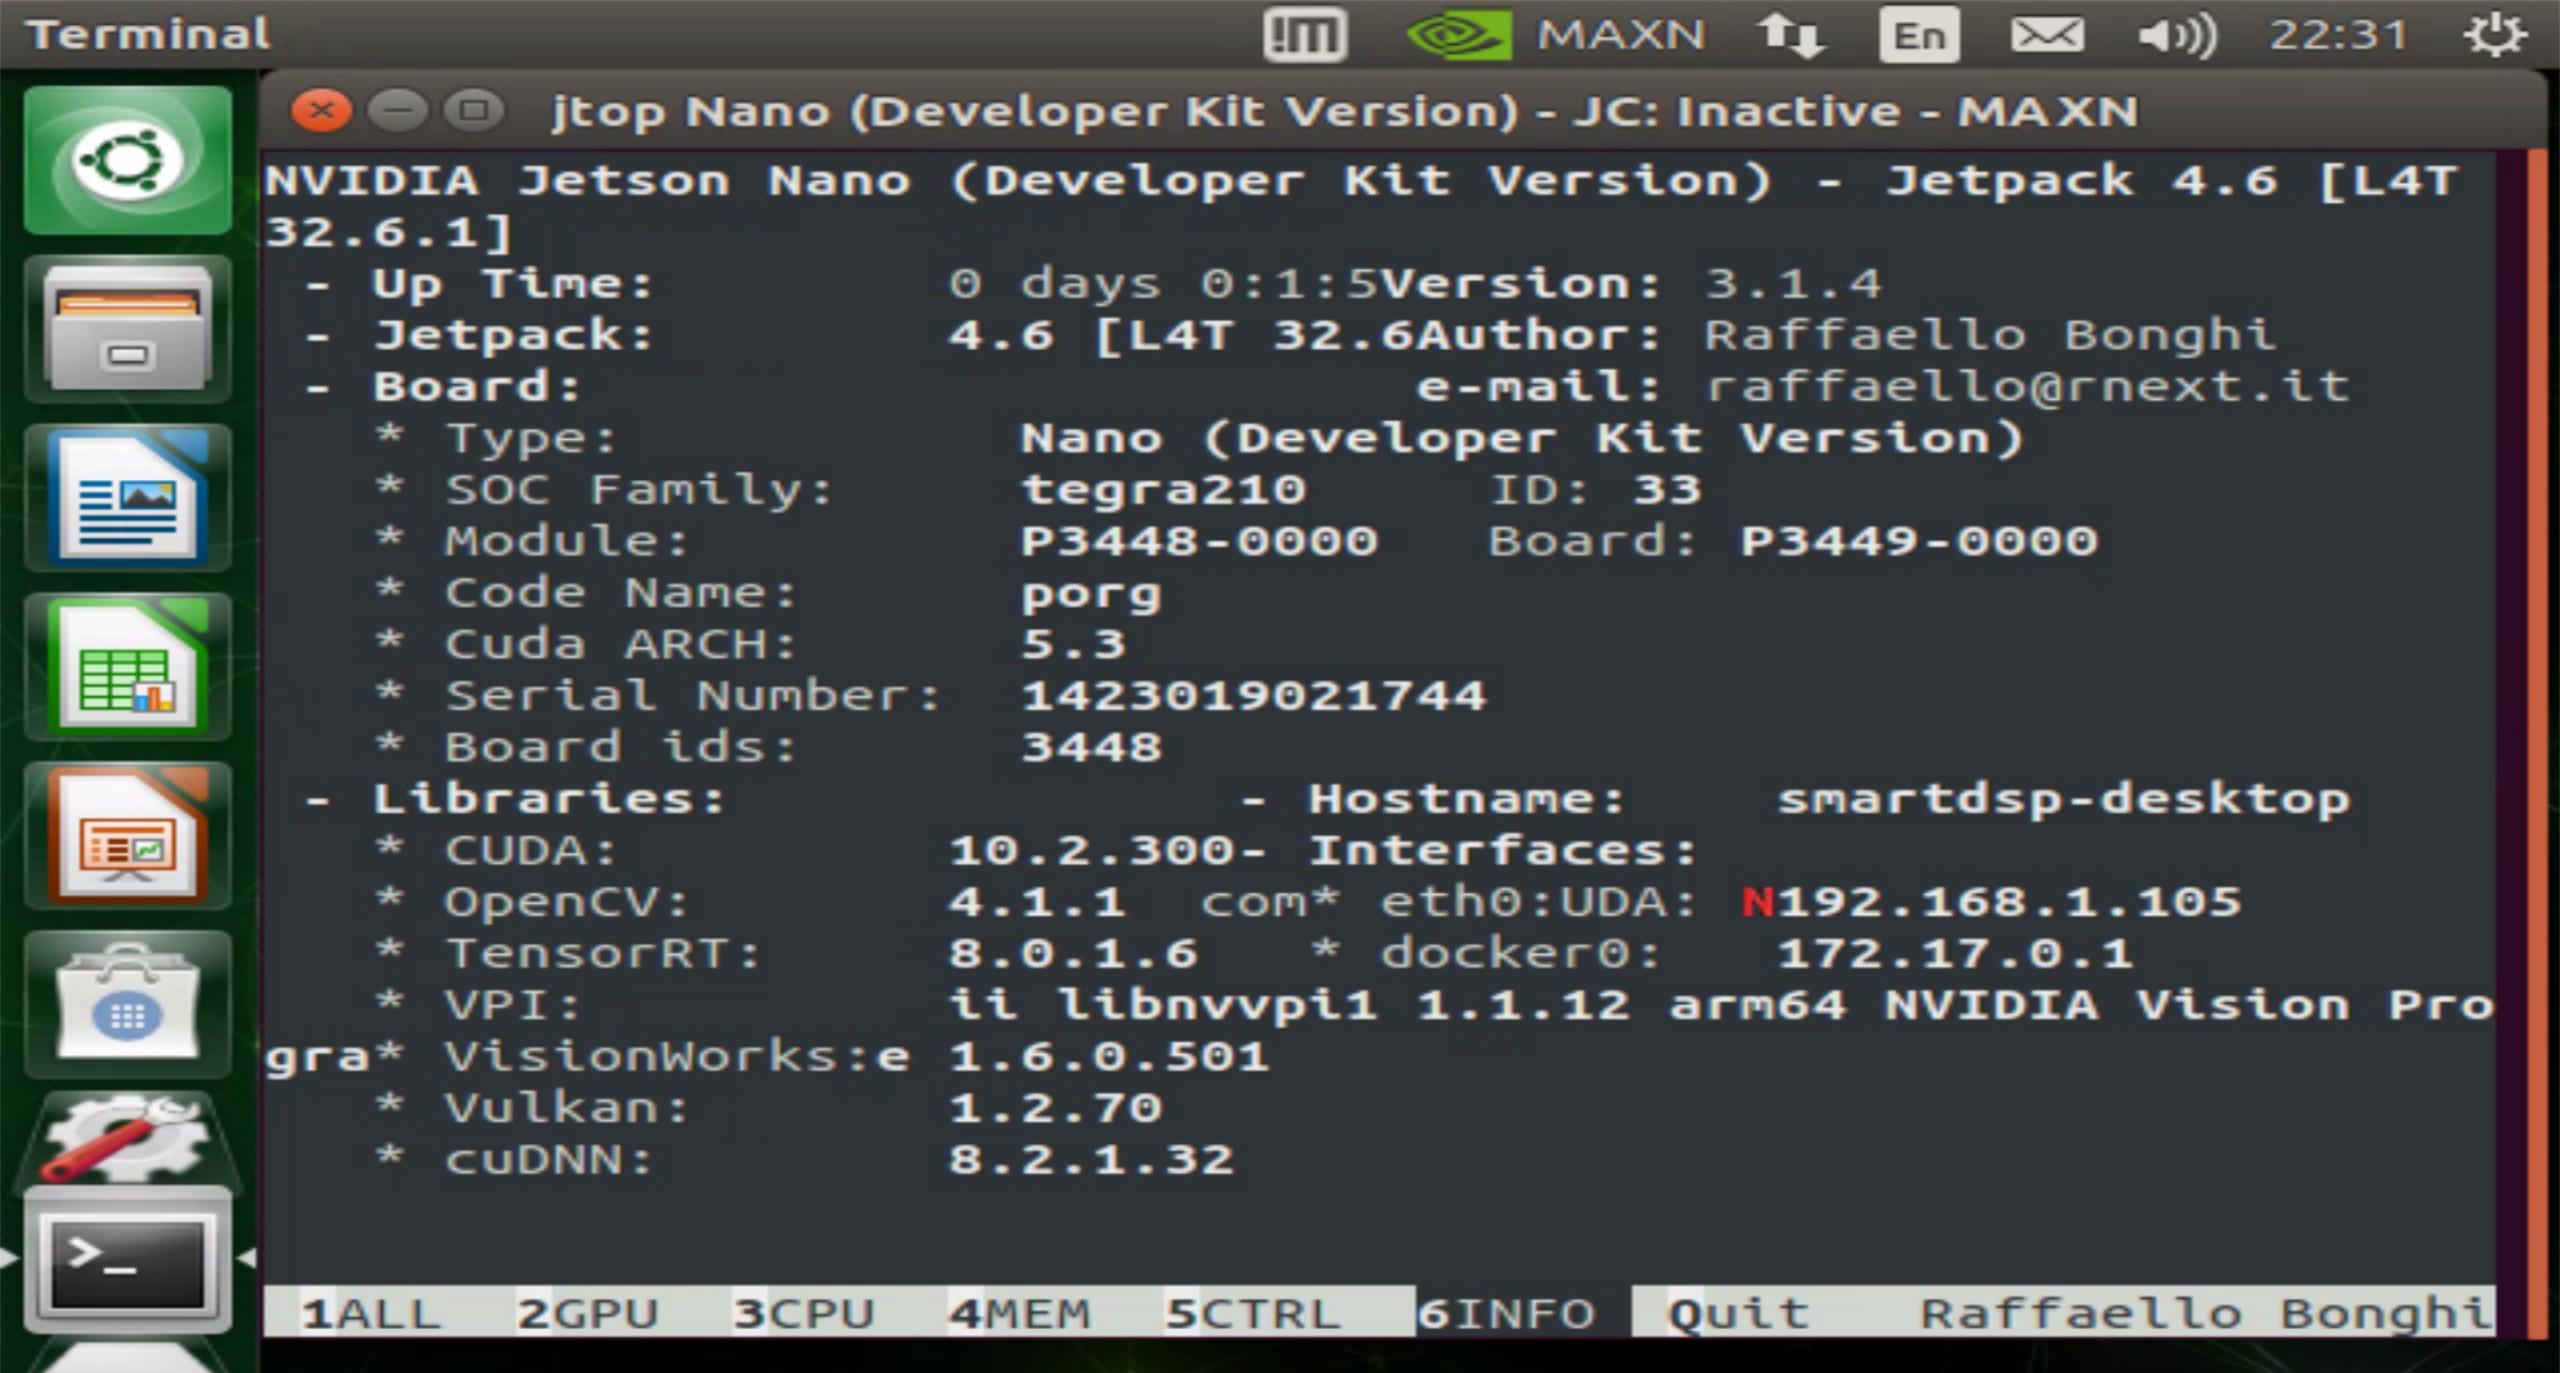 Terminal
MAXN
En
22:31
jtop Nano (Developer Kit Version) - JC: Inactive - MAXN
NVIDIA Jetson Nano (Developer Kit Version) - Jetpack 4.6 [L4T
32.6.1]
- Up Time: 0 days 0:1:5Version: 3.1.4
- Jetpack: 4.6 [L4T 32.6Author: Raffaello Bonghi
- Board: e-mail: raffaello@rnext.it
* Type: Nano (Developer Kit Version)
* SOC Family: tegra210 ID: 33
* Module: P3448-0000 Board: P3449-0000
* Code Name: porg
* Cuda ARCH: 5.3
* Serial Number: 1423019021744
* Board ids: 3448
- Libraries: - Hostname: smartdsp-desktop
* CUDA: 10.2.300- Interfaces:
* OpenCV: 4.1.1 com* eth0:UDA: N192.168.1.105
* TensorRT: 8.0.1.6 * docker0: 172.17.0.1
* VPI: ii libnvvpi1 1.1.12 arm64 NVIDIA Vision Pro
gra* VisionWorks:e 1.6.0.501
* Vulkan: 1.2.70
* cuDNN: 8.2.1.32
1ALL 2GPU 3CPU 4MEM 5CTRL 6INFO Quit Raffaello Bonghi